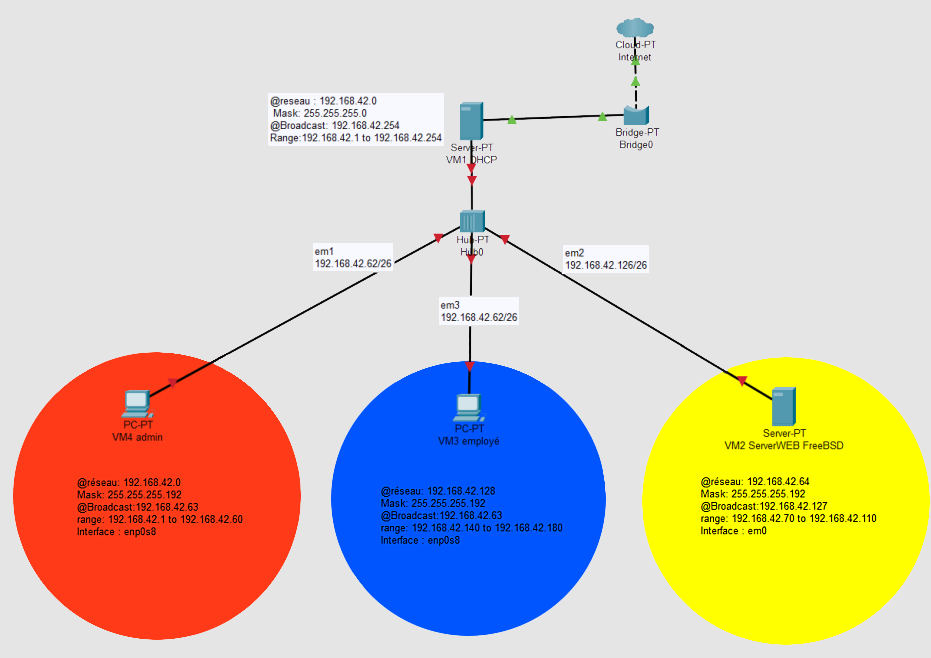 Cloud-PT
Internet
@reseau : 192.168.42.0
Mask: 255.255.255.0
@Broadcast: 192.168.42.254
Range:192.168.42.1 to 192.168.42.254
Server-PT
VM1 DHCP
Bridge-PT
Bridge0
Hub-PT
Hub0
em1
192.168.42.62/26
em2
192.168.42.126/26
em3
192.168.42.62/26
PC-PT
VM4 admin
@réseau: 192.168.42.0
Mask: 255.255.255.192
@Broadcast:192.168.42.63
range: 192.168.42.1 to 192.168.42.60
Interface : enp0s8
PC-PT
VM3 employé
@réseau: 192.168.42.128
Mask: 255.255.255.192
@Broadcast:192.168.42.63
range: 192.168.42.140 to 192.168.42.180
Interface : enp0s8
Server-PT
VM2 ServerWEB FreeBSD
@réseau: 192.168.42.64
Mask: 255.255.255.192
@Broadcast:192.168.42.127
range: 192.168.42.70 to 192.168.42.110
Interface : em0